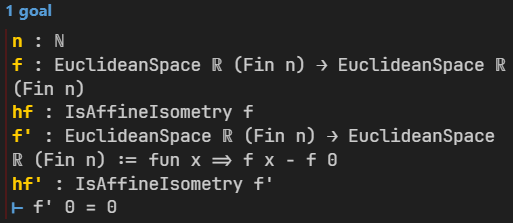 1 goal
n : ℕ
f : EuclideanSpace ℝ (Fin n) → EuclideanSpace ℝ
(Fin n)
hf : IsAffineIsometry f
f' : EuclideanSpace ℝ (Fin n) → EuclideanSpace
ℝ (Fin n) := fun x ⇒ f x - f 0
hf' : IsAffineIsometry f'
⊢ f' 0 = 0